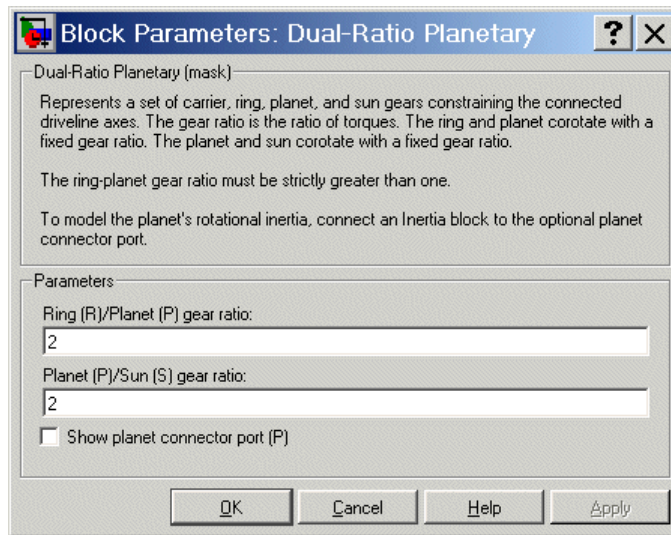 Block Parameters: Dual-Ratio Planetary
Dual-Ratio Planetary (mask)
Represents a set of carrier, ring, planet, and sun gears constraining the connected
driveline axes. The gear ratio is the ratio of torques. The ring and planet corotate with a
fixed gear ratio. The planet and sun corotate with a fixed gear ratio.
The ring-planet gear ratio must be strictly greater than one.
To model the planet's rotational inertia, connect an Inertia block to the optional planet
connector port.
Parameters
Ring (R)/Planet (P) gear ratio:
2
Planet (P)/Sun (S) gear ratio:
2
Show planet connector port (P)
OK Cancel Help Apply